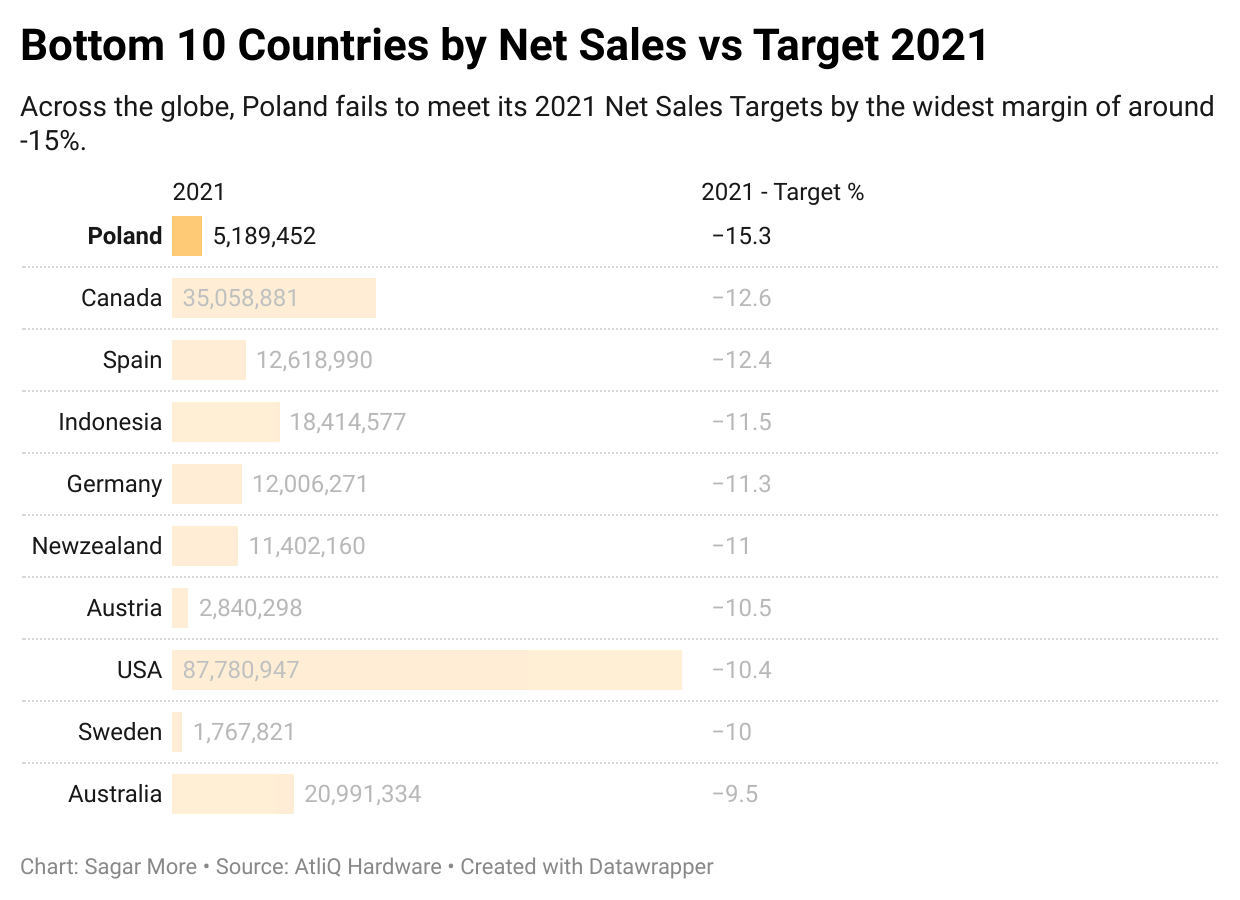 Bottom 10 Countries by Net Sales vs Target 2021
Across the globe, Poland fails to meet its 2021 Net Sales Targets by the widest margin of around
-15%.
2021 2021 - Target %
Poland 5,189,452 −15.3
Canada 35,058,881 −12.6
Spain 12,618,990 −12.4
Indonesia 18,414,577 −11.5
Germany 12,006,271 −11.3
Newzealand 11,402,160 −11
Austria 2,840,298 −10.5
USA 87,780,947 −10.4
Sweden 1,767,821 −10
Australia 20,991,334 −9.5
Chart: Sagar More • Source: AtliQ Hardware • Created with Datawrapper